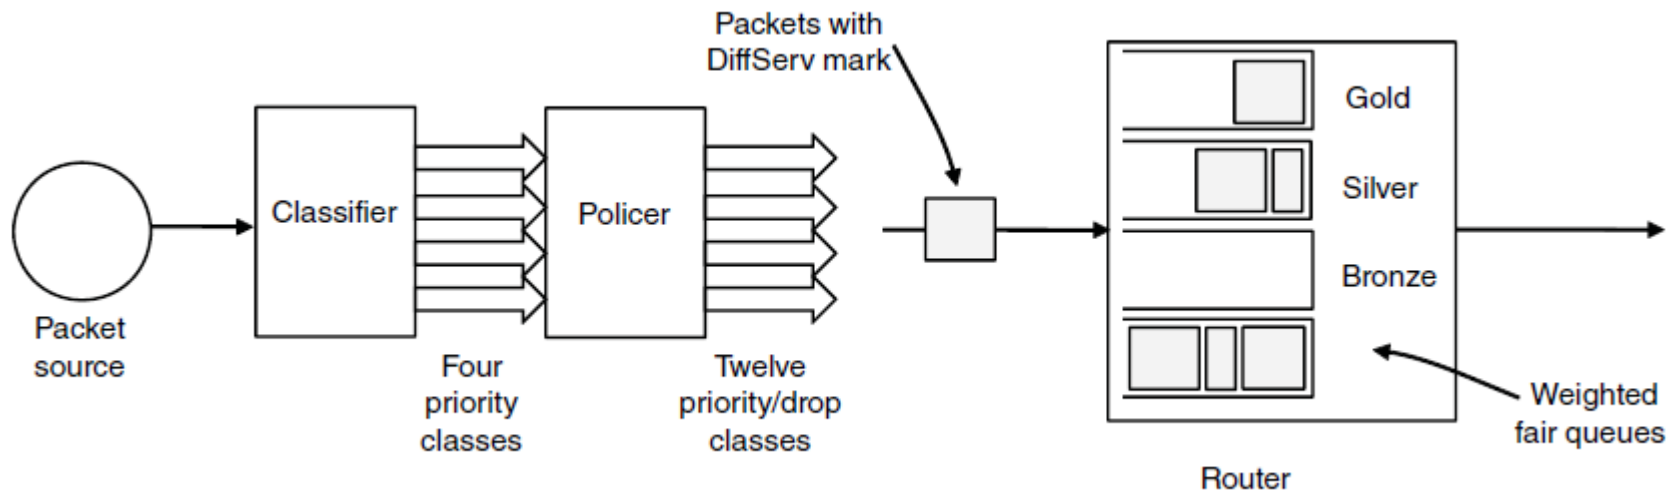 Packets with
DiffServ mark
Gold
Classifier
Policer
Silver
Bronze
Packet
source
Four
priority
classes
Twelve
priority/drop
classes
Weighted
fair queues
Router